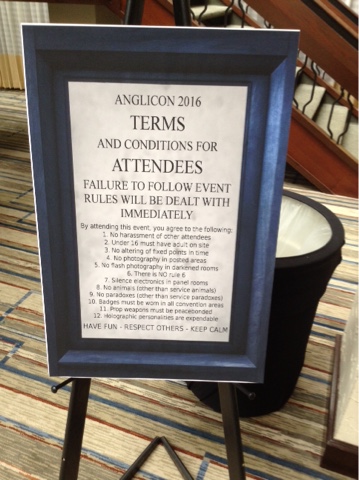 ANGLICON 2016
TERMS
AND CONDITIONS FOR
ATTENDEES
FAILURE TO FOLLOW EVENT
RULES WILL BE DEALT WITH
IMMEDIATELY
By attending this event, you agree to the following:
1. No harassment of other attendees
2. Under 16 must have adult on site
3. No altering of fixed points in time
4. No photography in posted areas
5. No flash photography in darkened rooms
6. There is NO rule 6
7. Silence electronics in panel rooms
8. No animals (other than service animals)
9. No paradoxes (other than service paradoxes)
10. Badges must be worn in all convention areas
11. Prop weapons must be peacebonded
12. Holographic personalities are expendable
HAVE FUN - RESPECT OTHERS - KEEP CALM